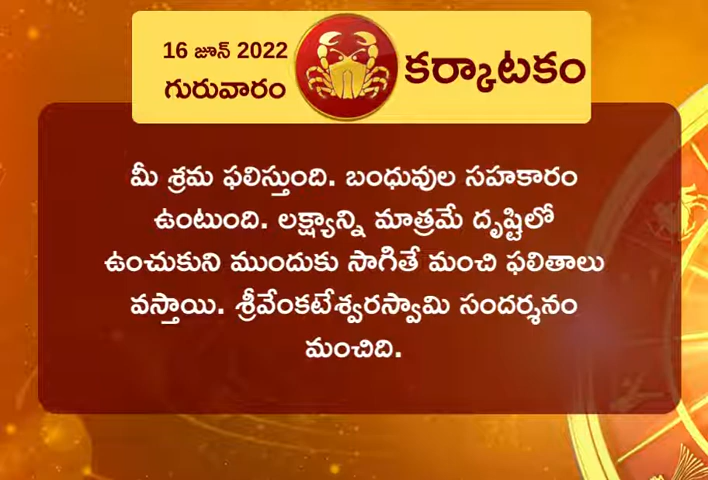 16 జూన్ 2022
గురువారం
కర్కాటకం
మీ శ్రమ ఫలిస్తుంది. బంధువుల సహకారం
ఉంటుంది. లక్ష్యాన్ని మాత్రమే దృష్టిలో
ఉంచుకుని ముందుకు సాగితే మంచి ఫలితాలు
వస్తాయి. శ్రీవేంకటేశ్వరస్వామి సందర్శనం
మంచిది.